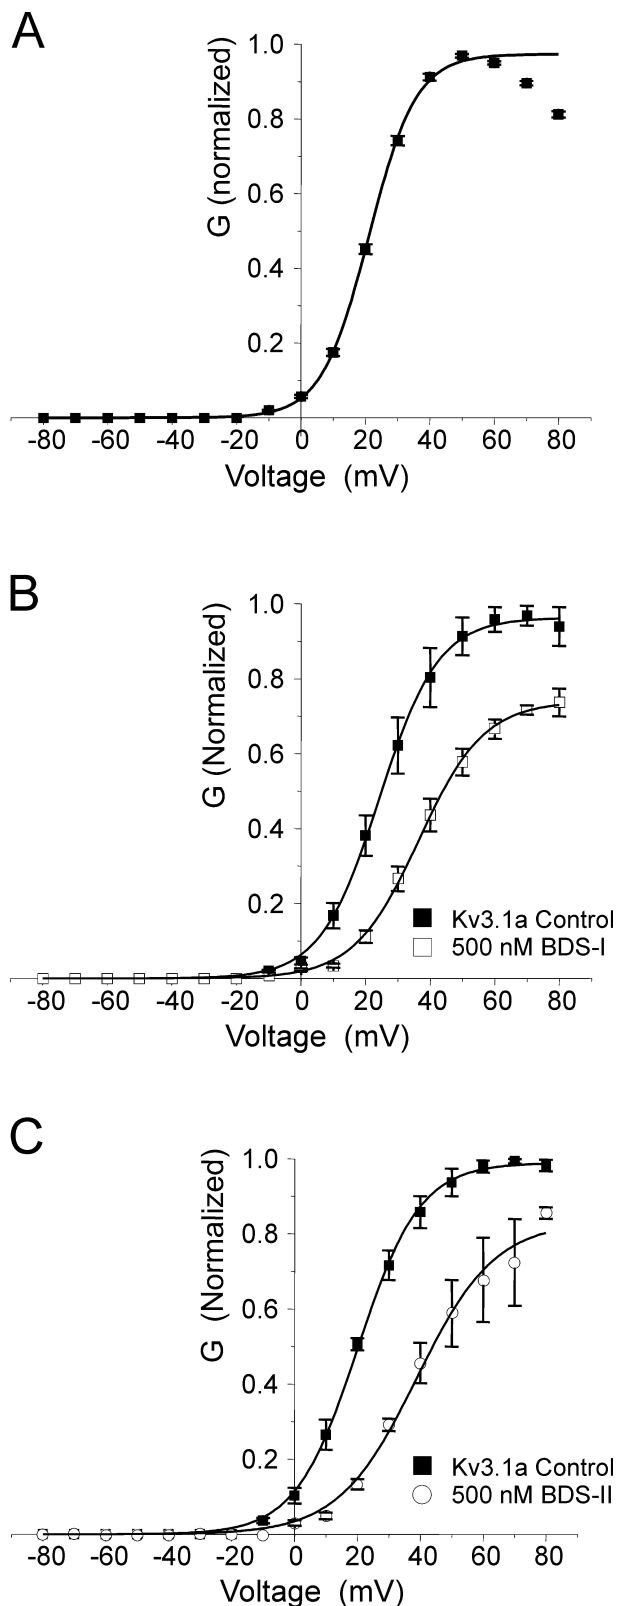 A
G (normalized)
1.0
0.8
0.6
0.4
0.2
-80 -60 -40 -20 0 20 40 60 80
Voltage (mV)
B
G (Normalized)
1.0
0.8
0.6
0.4
0.2
Kv3.1a Control
500 nM BDS-I
-80 -60 -40 -20 0 20 40 60 80
Voltage (mV)
C
G (Normalized)
1.0
0.8
0.6
0.4
0.2
Kv3.1a Control
500 nM BDS-II
-80 -60 -40 -20 0 20 40 60 80
Voltage (mV)